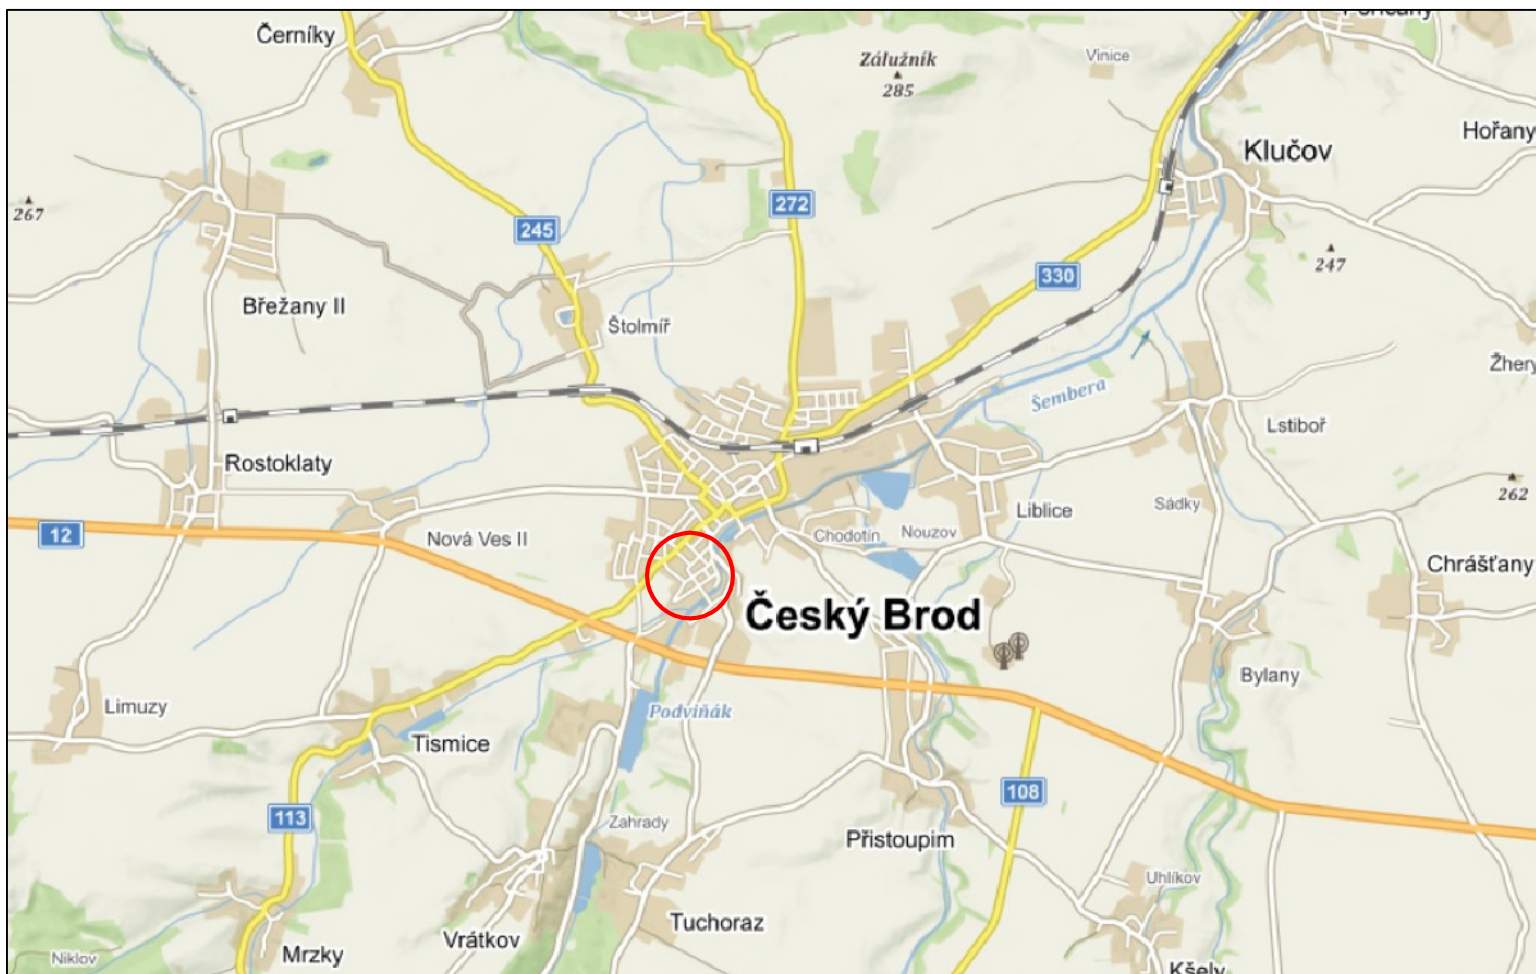 Poříčany
Černíky
Zálužník
285
Vinice
Hořany
Klučov
267
272
245
247
330
Břežany II
Štolmíř
Žhery
Šembera
Lstiboř
Rostoklaty
262
Sádky
Liblice
12
Nová Ves II
Chodotín
Nouzov
Chrášťany
Český Brod
Bylany
Limuzy
Podviňák
Tismice
108
113
Zahrady
Přistoupim
Uhlíkov
Tuchoraz
Vrátkov
Mrzky
Niklov
Kšely